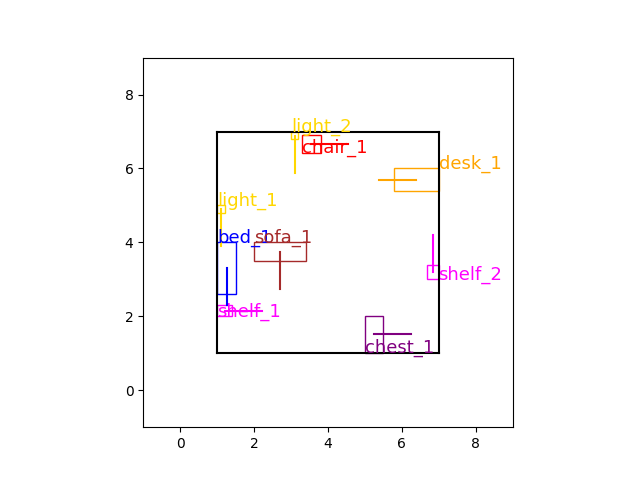 8
6
4
2
0
0
2
4
6
8
light_2
chair_1
desk_1
light_1
bed_1
sofa_1
shelf_2
shelf_1
chest_1